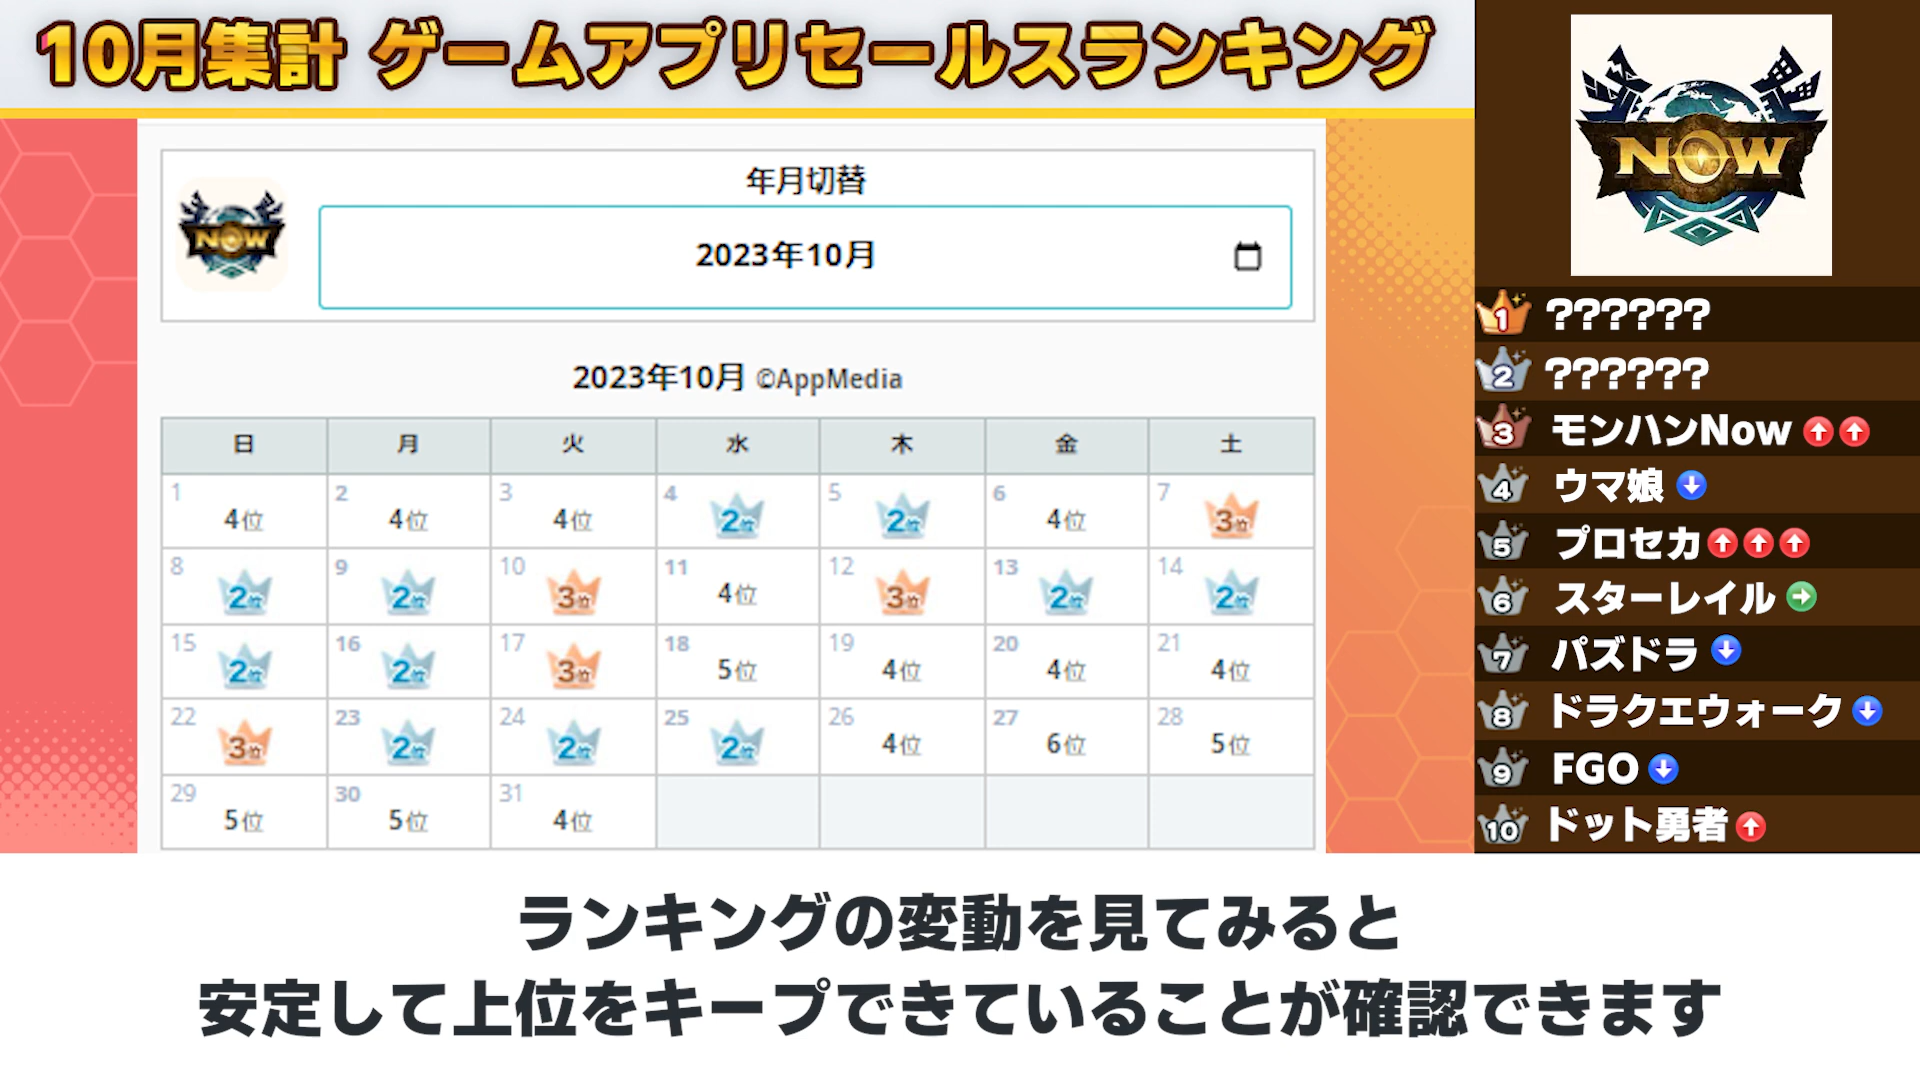 10月集計 ゲームアプリセールスランキング
NOW
年月切替
NOW
2023年10月
2023年10月 ©AppMedia
日 月 火 水 木 金 土
1 2 3 4 5 6 7
4位 4位 4位 2位 2位 4位 3位
8 9 10 11 12 13 14
2位 2位 3位 4位 3位 2位 2位
15 16 17 18 19 20 21
2位 2位 3位 5位 4位 4位 4位
22 23 24 25 26 27 28
3位 2位 2位 2位 4位 6位 5位
29 30 31
5位 5位 4位
1 ??????
2 ??????
3 モンハンNow
4 ウマ娘
5 プロセカ
6 スターレイル
7 パズドラ
8 ドラクエウォーク
9 FGO
10 ドット勇者
ランキングの変動を見てみると
安定して上位をキープできていることが確認できます